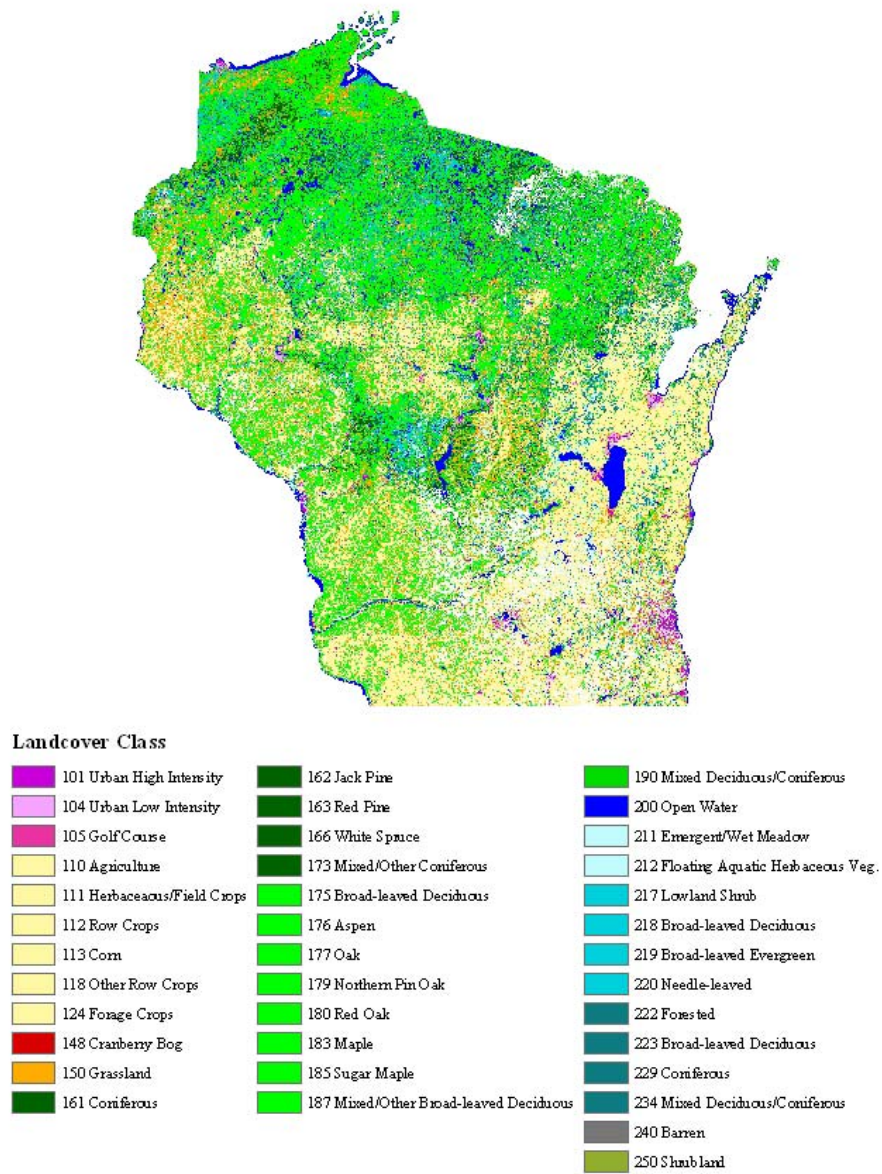 Landcover Class
101 Urban High Intensity
104 Urban Low Intensity
105 Golf Course
110 Agriculture
111 Herbaceous/Field Crops
112 Row Crops
113 Corn
118 Other Row Crops
124 Forage Crops
148 Cranberry Bog
150 Grassland
161 Coniferous
162 Jack Pine
163 Red Pine
166 White Spruce
173 Mixed/Other Coniferous
175 Broad-leaved Deciduous
176 Aspen
177 Oak
179 Northern Pin Oak
180 Red Oak
183 Maple
185 Sugar Maple
187 Mixed/Other Broad-leaved Deciduous
190 Mixed Deciduous/Coniferous
200 Open Water
211 Emergent/Wet Meadow
212 Floating Aquatic Herbaceous Veg.
217 Lowland Shrub
218 Broad-leaved Deciduous
219 Broad-leaved Evergreen
220 Needle-leaved
222 Forested
223 Broad-leaved Deciduous
229 Coniferous
234 Mixed Deciduous/Coniferous
240 Barren
250 Shrubland